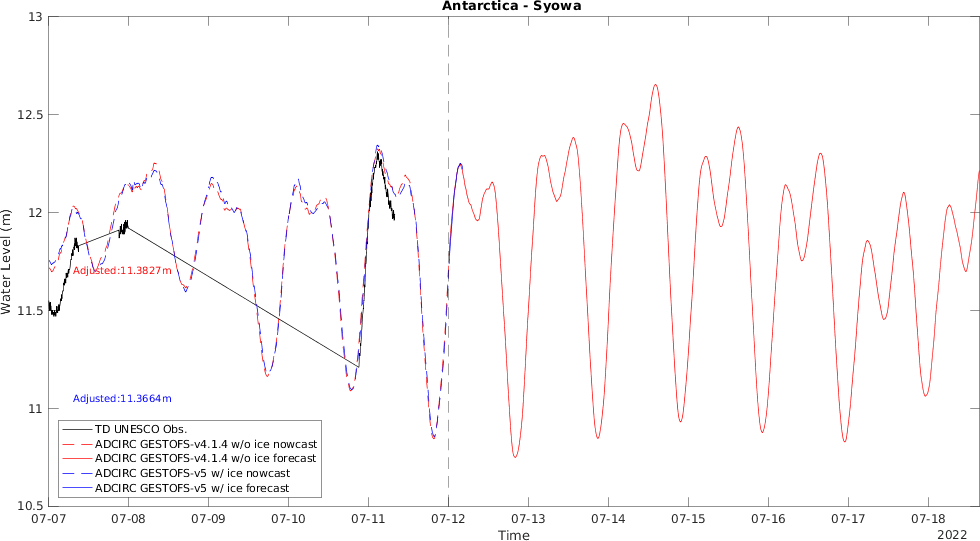 Antarctica - Syowa
Water Level (m)
13
12.5
12
11.5
11
10.5
Adjusted:11.3827m
Adjusted:11.3664m
TD UNESCO Obs.
ADCIRC GESTOFS-v4.1.4 w/o ice nowcast
ADCIRC GESTOFS-v4.1.4 w/o ice forecast
ADCIRC GESTOFS-v5 w/ ice nowcast
ADCIRC GESTOFS-v5 w/ ice forecast
07-07 07-08 07-09 07-10 07-11 07-12 07-13 07-14 07-15 07-16 07-17 07-18
Time
2022